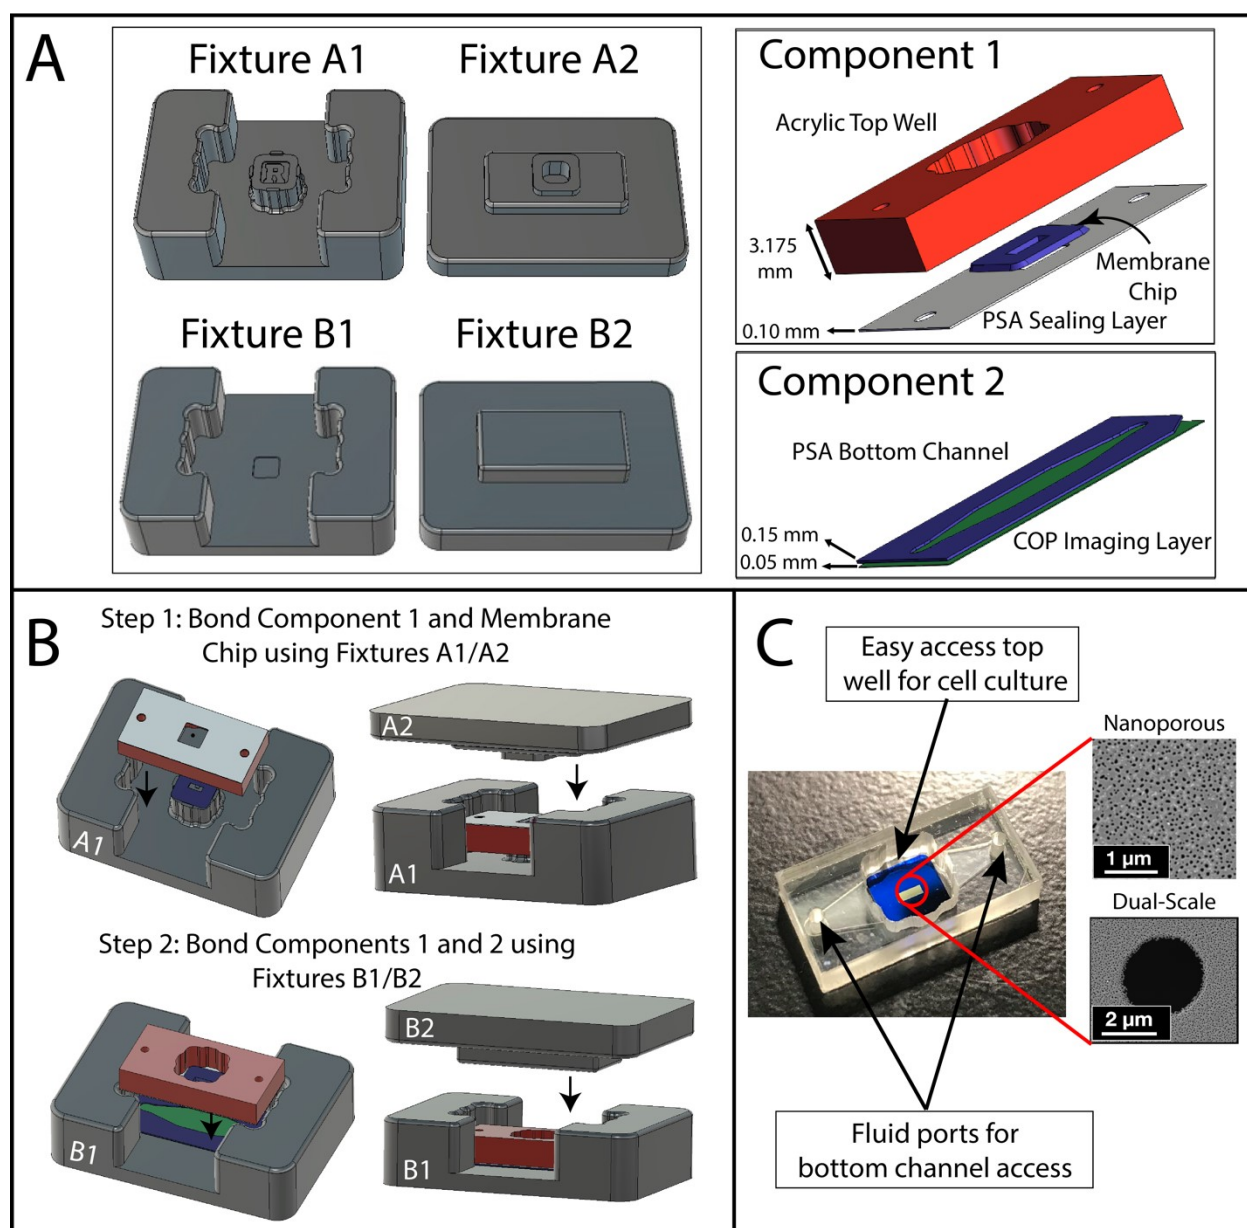 A
Fixture A1
Fixture A2
R
Fixture B1
Fixture B2
Component 1
Acrylic Top Well
3.175
mm
Membrane
Chip
PSA Sealing Layer
0.10 mm
Component 2
PSA Bottom Channel
0.15 mm
0.05 mm
COP Imaging Layer
B
Step 1: Bond Component 1 and Membrane
Chip using Fixtures A1/A2
A1
A2
A1
Step 2: Bond Components 1 and 2 using
Fixtures B1/B2
B1
B2
B1
C
Easy access top
well for cell culture
Nanoporous
1 µm
Dual-Scale
2 µm
Fluid ports for
bottom channel access